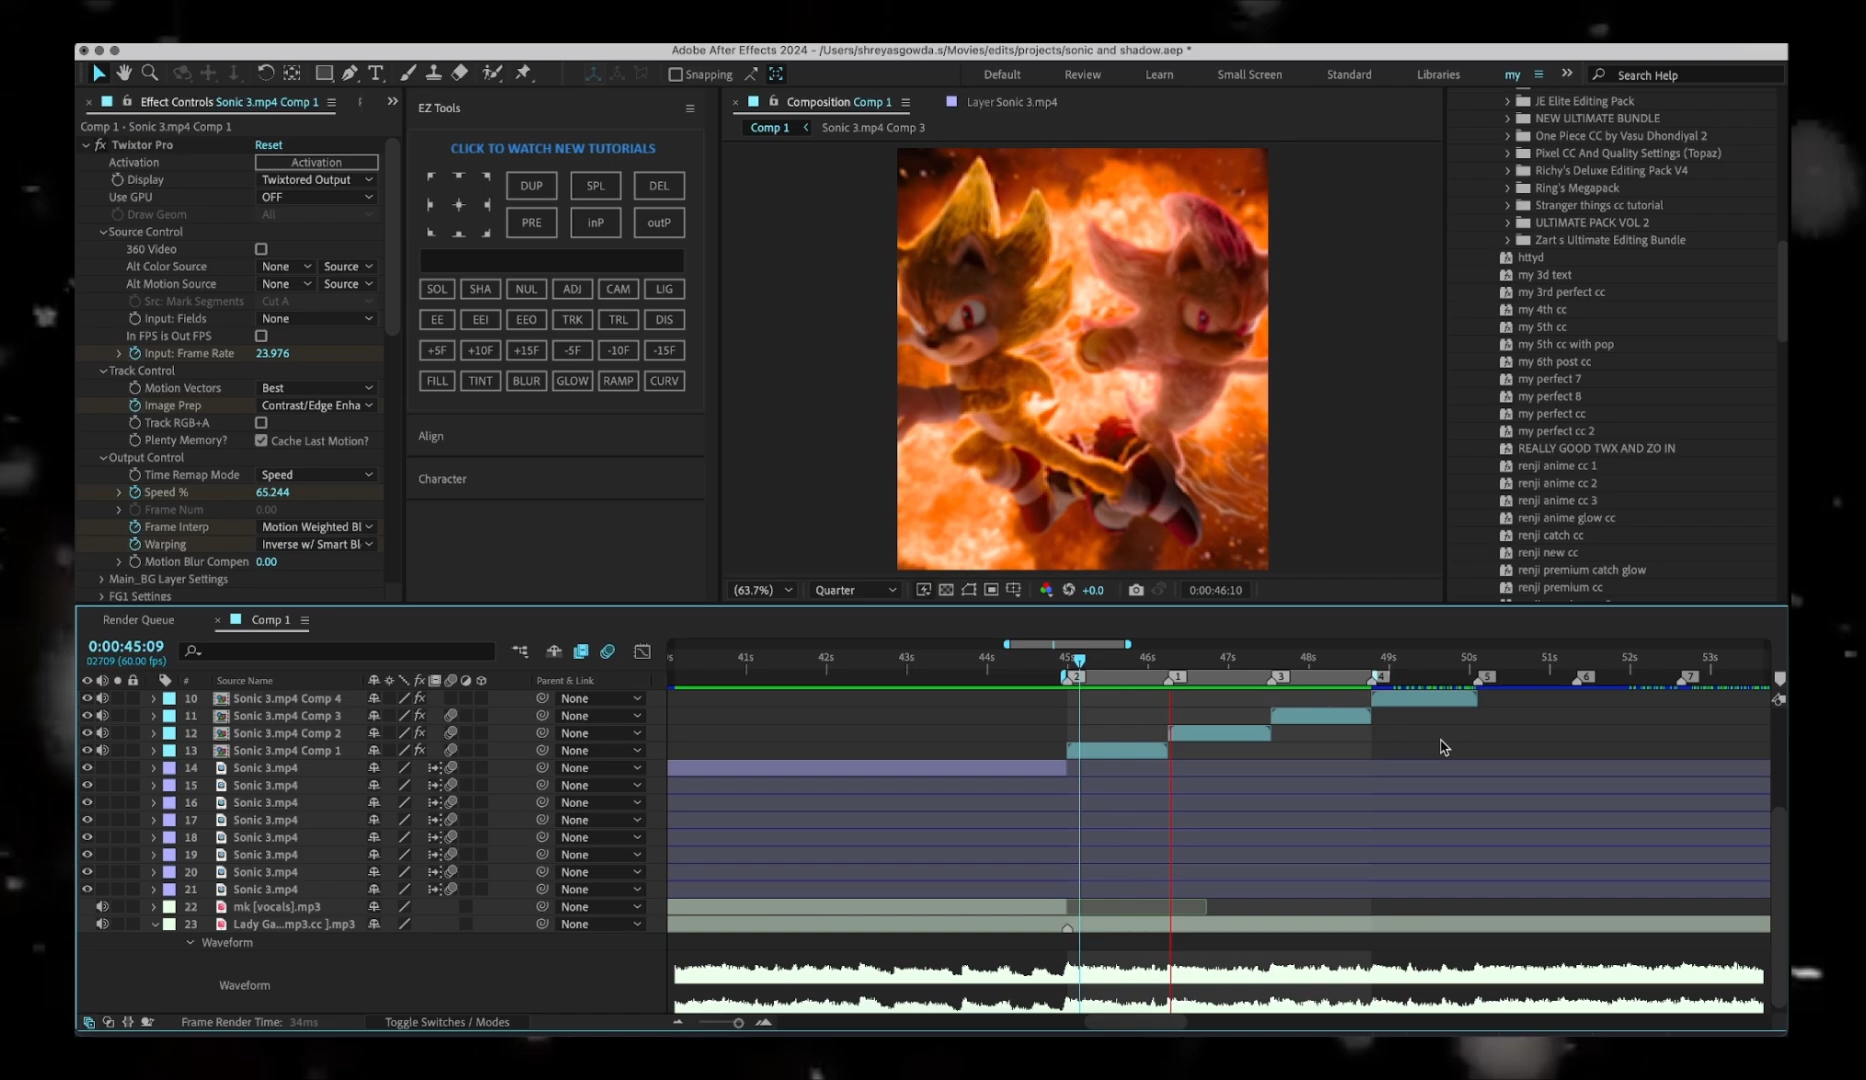 Adobe After Effects 2024 - /Users/shreyasgowda.s/Movies/edits/projects/sonic and shadow.aep *
Snapping
Default Review Learn Small Screen Standard Libraries my Search Help
Effect Controls Sonic 3.mp4 Comp 1
Comp 1 · Sonic 3.mp4 Comp 1
fx Twixtor Pro Reset
Activation Activation
Display Twixtored Output
Use GPU OFF
Draw Geom All
Source Control
360 Video
Alt Color Source None Source
Alt Motion Source None Source
Src: Mark Segments Cut A
Input: Fields None
In FPS is Out FPS
Input: Frame Rate 23.976
Track Control
Motion Vectors Best
Image Prep Contrast/Edge Enha
Track RGB+A
Plenty Memory? Cache Last Motion?
Output Control
Time Remap Mode Speed
Speed % 65.244
Frame Num 0.00
Frame Interp Motion Weighted Bl
Warping Inverse w/ Smart Bl
Motion Blur Compen 0.00
Main_BG Layer Settings
FG1 Settings
EZ Tools
CLICK TO WATCH NEW TUTORIALS
DUP SPL DEL
PRE inP outP
SOL SHA NUL ADJ CAM LIG
EE EEI EEO TRK TRL DIS
+5F +10F +15F -5F -10F -15F
FILL TINT BLUR GLOW RAMP CURV
Align
Character
Composition Comp 1 Layer Sonic 3.mp4
Comp 1 Sonic 3.mp4 Comp 3
(63.7%) Quarter +0.0 0:00:46:10
JE Elite Editing Pack
NEW ULTIMATE BUNDLE
One Piece CC by Vasu Dhondiyal 2
Pixel CC And Quality Settings (Topaz)
Richy's Deluxe Editing Pack V4
Ring's Megapack
Stranger things cc tutorial
ULTIMATE PACK VOL 2
Zart s Ultimate Editing Bundle
httyd
my 3d text
my 3rd perfect cc
my 4th cc
my 5th cc
my 5th cc with pop
my 6th post cc
my perfect 7
my perfect 8
my perfect cc
my perfect cc 2
REALLY GOOD TWX AND ZO IN
renji anime cc 1
renji anime cc 2
renji anime cc 3
renji anime glow cc
renji catch cc
renji new cc
renji premium catch glow
renji premium cc
Render Queue Comp 1
0:00:45:09
02709 (60.00 fps)
41s 42s 43s 44s 45s 46s 47s 48s 49s 50s 51s 52s 53s
2 1 3 4 5 6 7
# Source Name fx Parent & Link
10 Sonic 3.mp4 Comp 4 fx None
11 Sonic 3.mp4 Comp 3 fx None
12 Sonic 3.mp4 Comp 2 fx None
13 Sonic 3.mp4 Comp 1 fx None
14 Sonic 3.mp4 None
15 Sonic 3.mp4 None
16 Sonic 3.mp4 None
17 Sonic 3.mp4 None
18 Sonic 3.mp4 None
19 Sonic 3.mp4 None
20 Sonic 3.mp4 None
21 Sonic 3.mp4 None
22 mk [vocals].mp3 None
23 Lady Ga...mp3.cc ].mp3 None
Waveform
Waveform
Frame Render Time: 34ms Toggle Switches / Modes